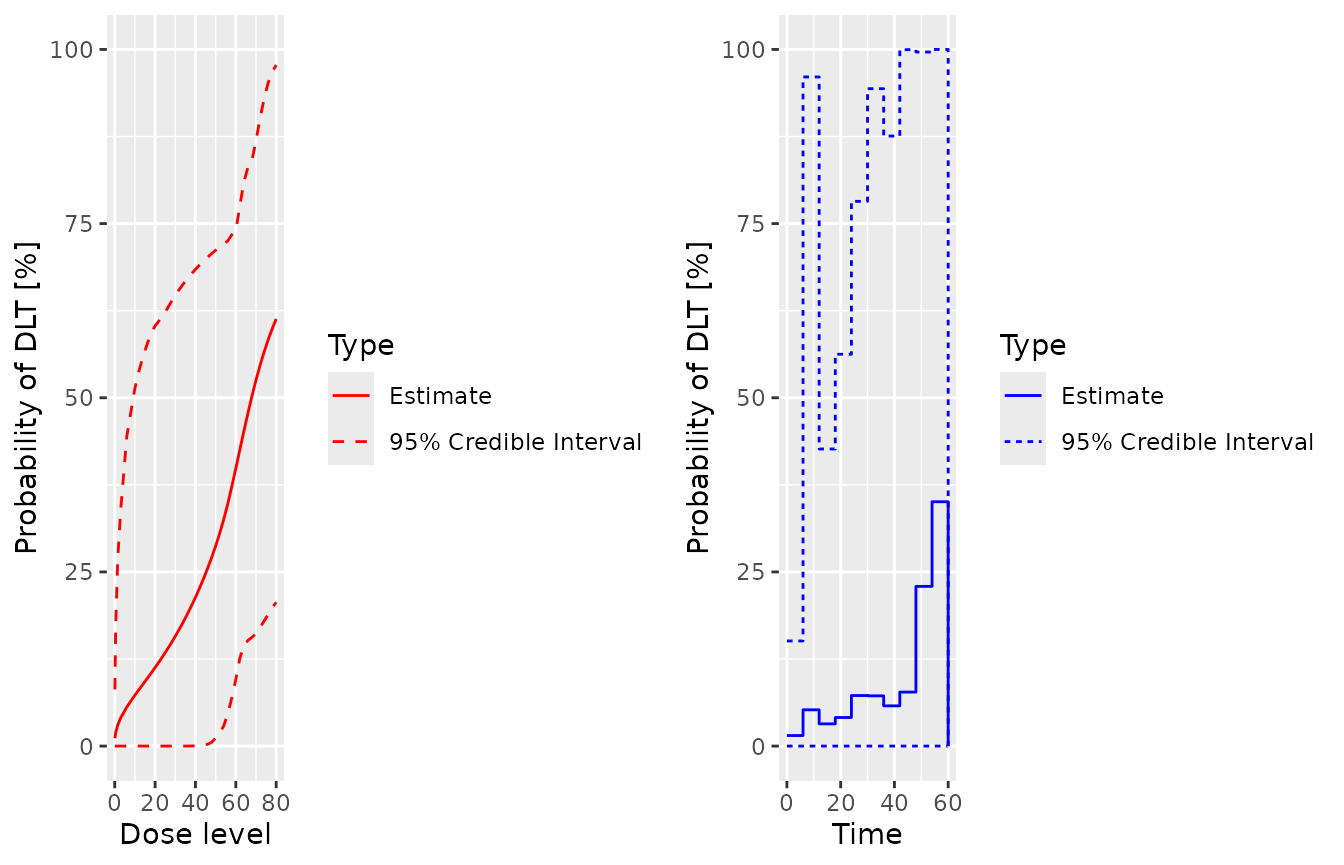 Probability of DLT [%]
100
75
50
25
0
0 20 40 60 80
Dose level
Type
Estimate
95% Credible Interval
Probability of DLT [%]
100
75
50
25
0
0 20 40 60
Time
Type
Estimate
95% Credible Interval